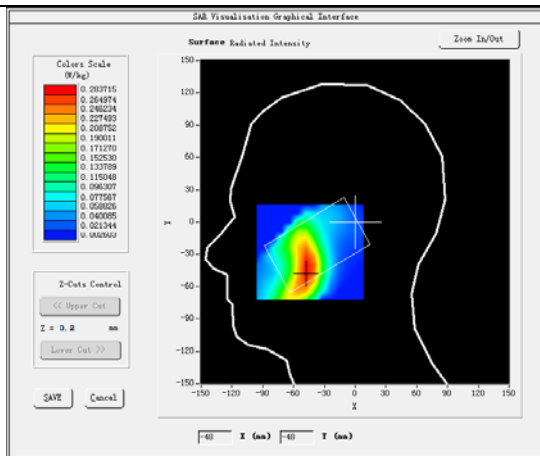 SAR Visualisation Graphical Interface
Surface Radiated Intensity
Zoom In/Out
Colors Scale
(W/kg)
0.283715
0.264974
0.246234
0.227493
0.208752
0.190011
0.171270
0.152530
0.133789
0.115048
0.096307
0.077567
0.058826
0.040085
0.021344
0.002603
150
120
90
60
30
0
-30
-60
-90
-120
-150
Y
-150 -120 -90 -60 -30 0 30 60 90 120 150
X
Z-Cuts Control
<< Upper Cut
Z = 3.2 mm
Lower Cut >>
SAVE Cancel
-48 X (mm) -48 Y (mm)